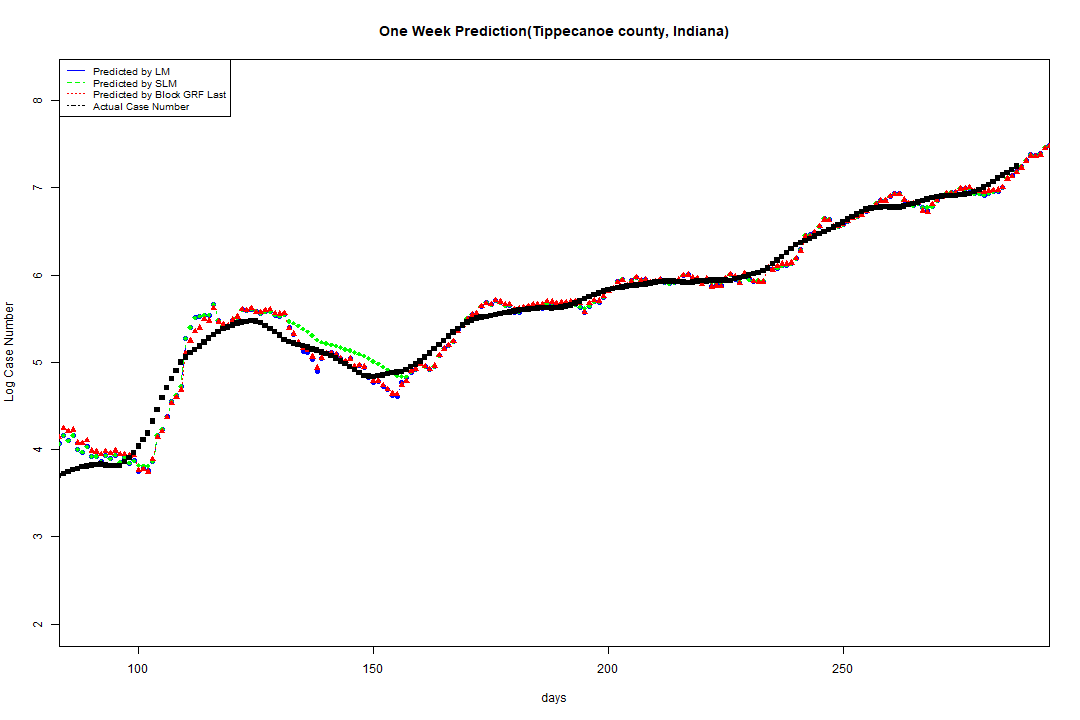 One Week Prediction(Tippecanoe county, Indiana)
Predicted by LM
Predicted by SLM
Predicted by Block GRF Last
Actual Case Number
Log Case Number
8
7
6
5
4
3
2
100 150 200 250
days